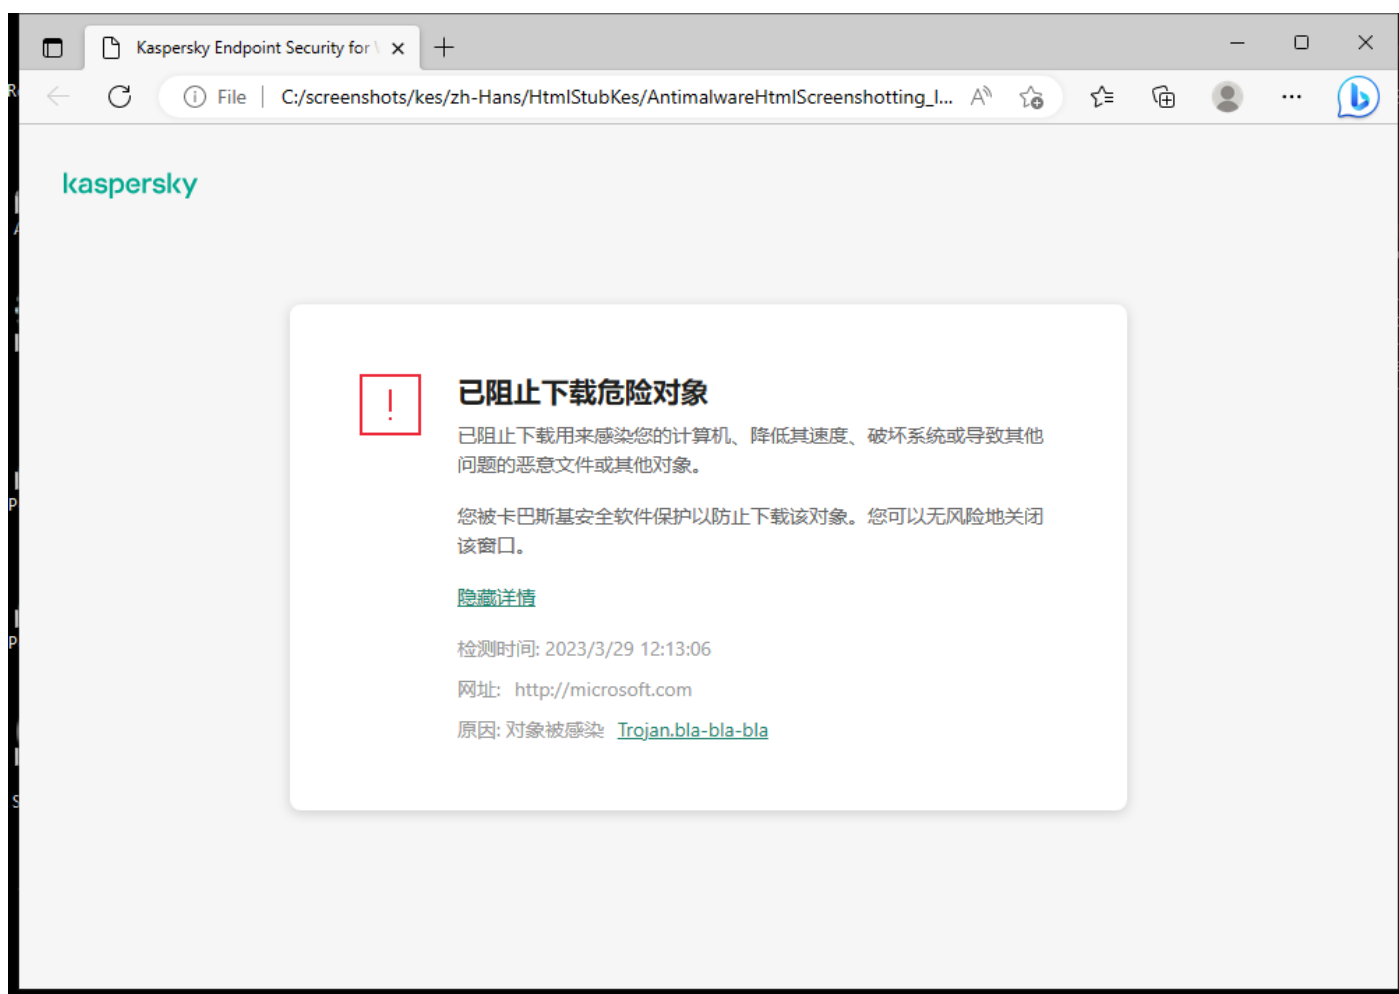 Kaspersky Endpoint Security for
File
C:/screenshots/kes/zh-Hans/HtmlStubKes/AntimalwareHtmlScreenshotting_I...
kaspersky
已阻止下载危险对象
已阻止下载用来感染您的计算机、降低其速度、破坏系统或导致其他
问题的恶意文件或其他对象。
您被卡巴斯基安全软件保护以防止下载该对象。您可以无风险地关闭
该窗口。
隐藏详情
检测时间: 2023/3/29 12:13:06
网址: http://microsoft.com
原因: 对象被感染 Trojan.bla-bla-bla